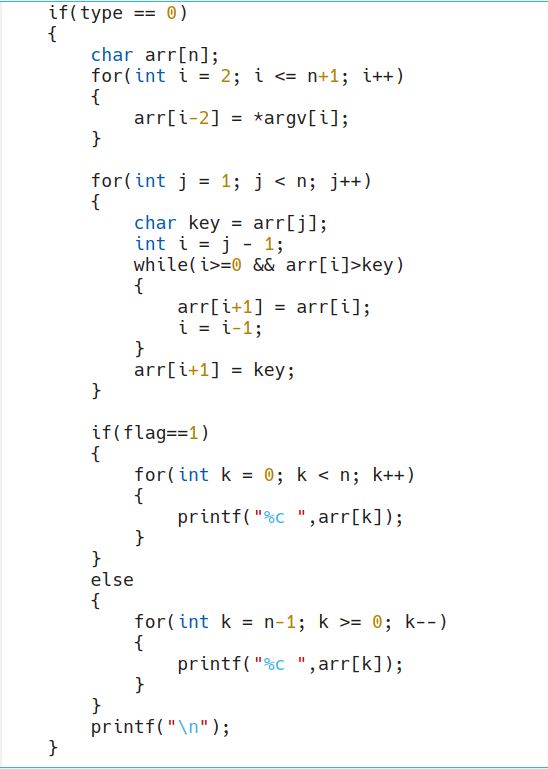 if(type == 0)
{
    char arr[n];
    for(int i = 2; i <= n+1; i++)
    {
        arr[i-2] = *argv[i];
    }

    for(int j = 1; j < n; j++)
    {
        char key = arr[j];
        int i = j - 1;
        while(i>=0 && arr[i]>key)
        {
            arr[i+1] = arr[i];
            i = i-1;
        }
        arr[i+1] = key;
    }

    if(flag==1)
    {
        for(int k = 0; k < n; k++)
        {
            printf("%c ",arr[k]);
        }
    }
    else
    {
        for(int k = n-1; k >= 0; k--)
        {
            printf("%c ",arr[k]);
        }
    }
    printf("\n");
}